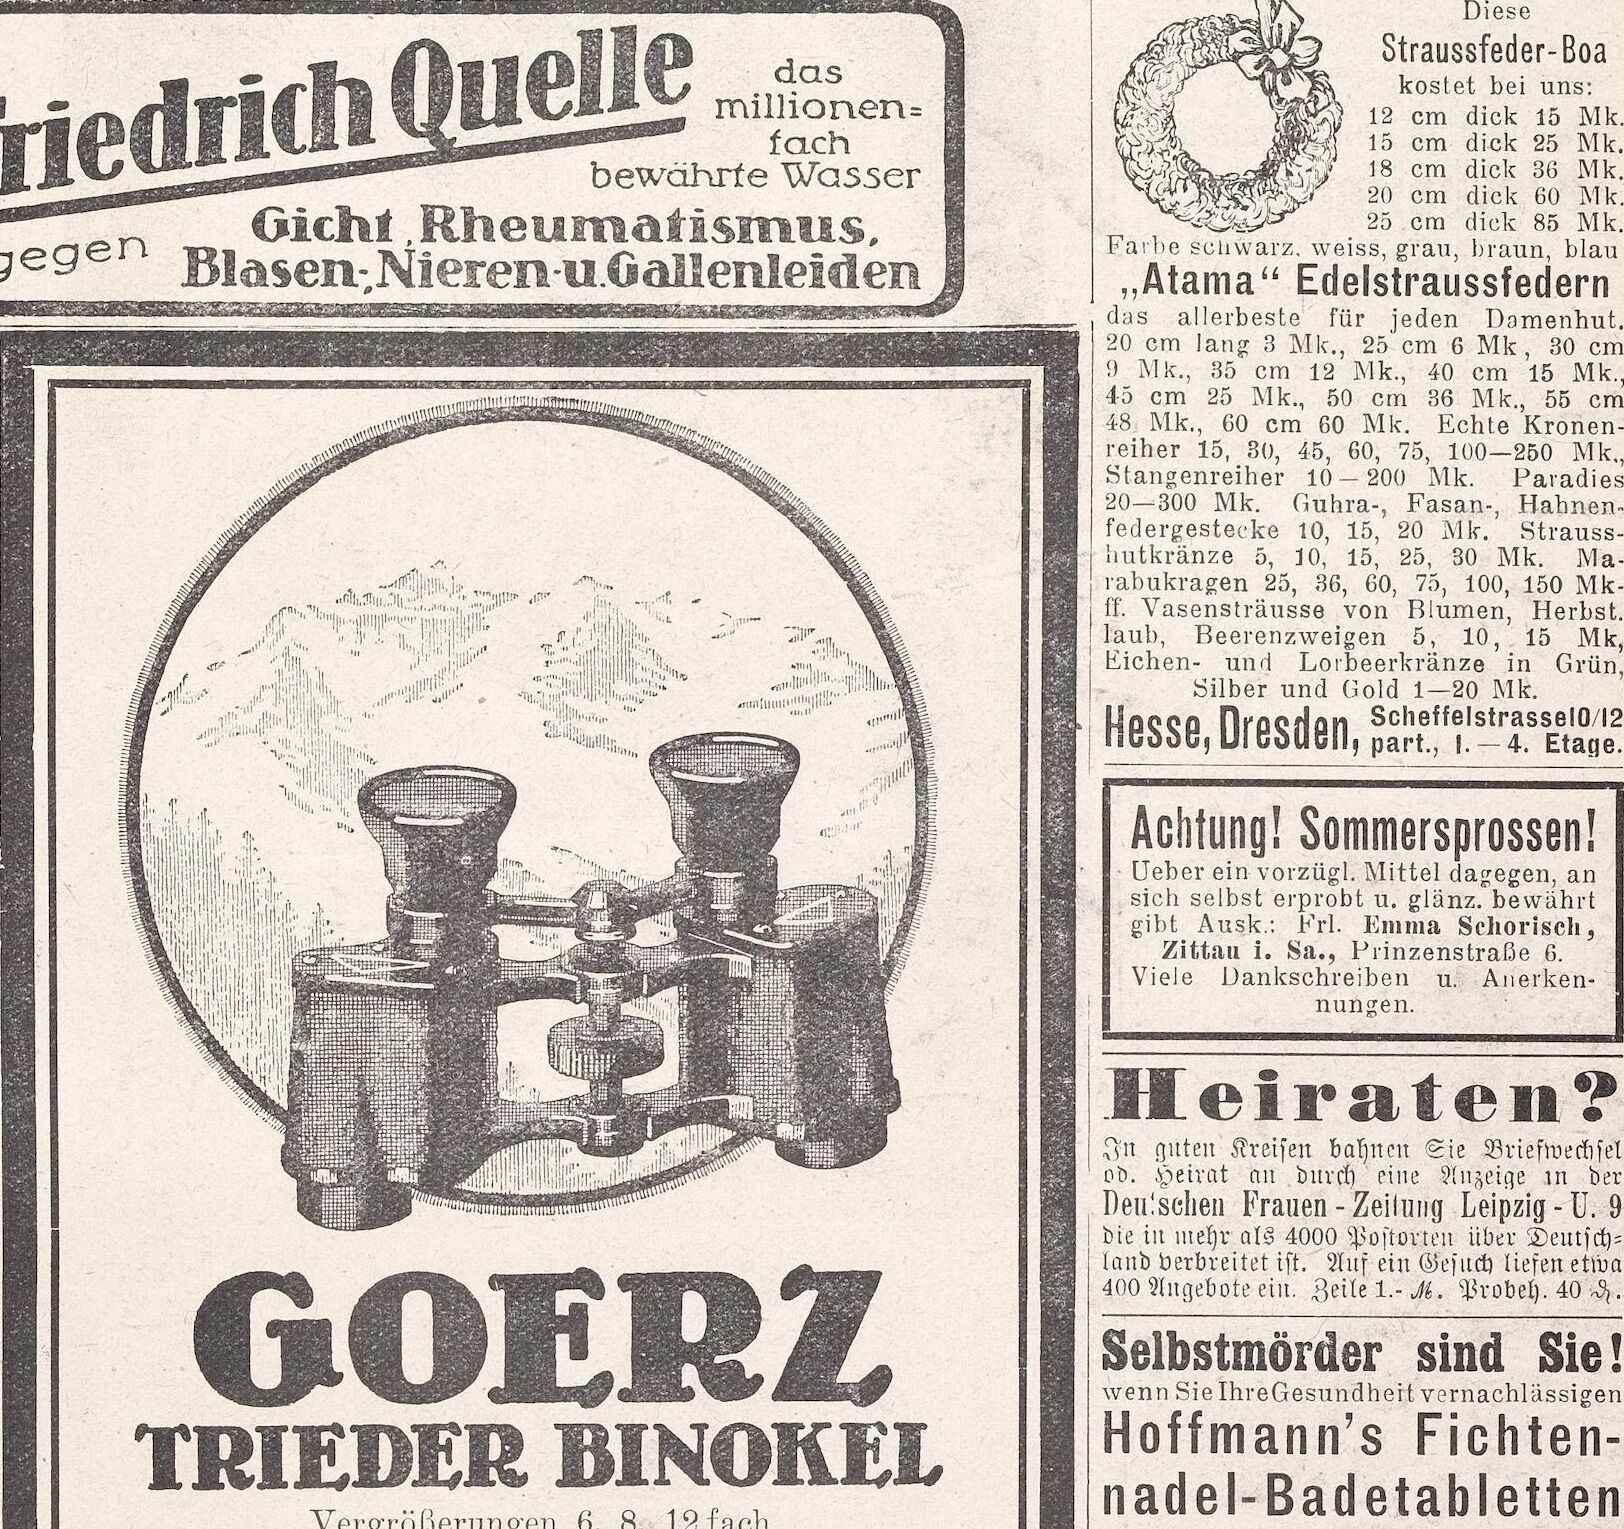 Friedrich Quelle
das
millionen=
fach
bewährte Wasser
gegen
Gicht, Rheumatismus,
Blasen-, Nieren- u. Gallenleiden
GOERZ
TRIEDER BINOKEL
Vergrößerungen 6, 8, 12 fach
Diese
Straussfeder-Boa
kostet bei uns:
12 cm dick 15 Mk.
15 cm dick 25 Mk.
18 cm dick 36 Mk.
20 cm dick 60 Mk.
25 cm dick 85 Mk.
Farbe schwarz, weiss, grau, braun, blau
„Atama“ Edelstraussfedern
das allerbeste für jeden Damenhut.
20 cm lang 3 Mk., 25 cm 6 Mk, 30 cm
9 Mk., 35 cm 12 Mk., 40 cm 15 Mk.,
45 cm 25 Mk., 50 cm 36 Mk., 55 cm
48 Mk., 60 cm 60 Mk. Echte Kronen-
reiher 15, 30, 45, 60, 75, 100—250 Mk.,
Stangenreiher 10 — 200 Mk. Paradies
20—300 Mk. Guhra-, Fasan-, Hahnen-
federgestecke 10, 15, 20 Mk. Strauss-
hutkränze 5, 10, 15, 25, 30 Mk. Ma-
rabukragen 25, 36, 60, 75, 100, 150 Mk-
ff. Vasensträusse von Blumen, Herbst.
laub, Beerenzweigen 5, 10, 15 Mk,
Eichen- und Lorbeerkränze in Grün,
Silber und Gold 1—20 Mk.
Hesse, Dresden, Scheffelstrasse 10/12
part., I. — 4. Etage.
Achtung! Sommersprossen!
Ueber ein vorzügl. Mittel dagegen, an
sich selbst erprobt u. glänz. bewährt
gibt Ausk.: Frl. Emma Schorisch,
Zittau i. Sa., Prinzenstraße 6.
Viele Dankschreiben u. Anerken-
nungen.
Heiraten?
In guten Kreisen bahnen Sie Briefwechsel
od. Heirat an durch eine Anzeige in der
Deutschen Frauen - Zeitung Leipzig - U. 9
die in mehr als 4000 Postorten über Deutsch=
land verbreitet ist. Auf ein Gesuch liefen etwa
400 Angebote ein. Zeile 1.- ℳ. Probeh. 40 ₰.
Selbstmörder sind Sie!
wenn Sie Ihre Gesundheit vernachlässigen
Hoffmann's Fichten-
nadel-Badetabletten